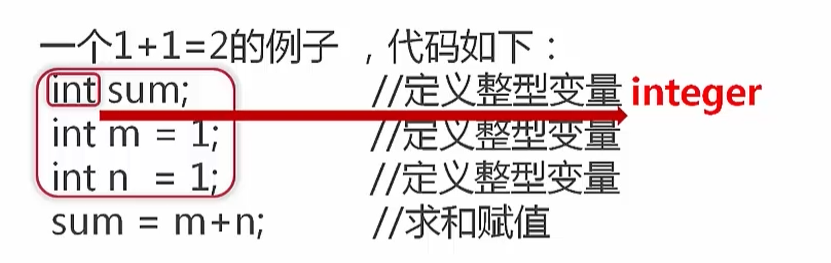 一个1+1=2的例子 ，代码如下：
int sum; //定义整型变量 integer
int m = 1; //定义整型变量
int n = 1; //定义整型变量
sum = m+n; //求和赋值